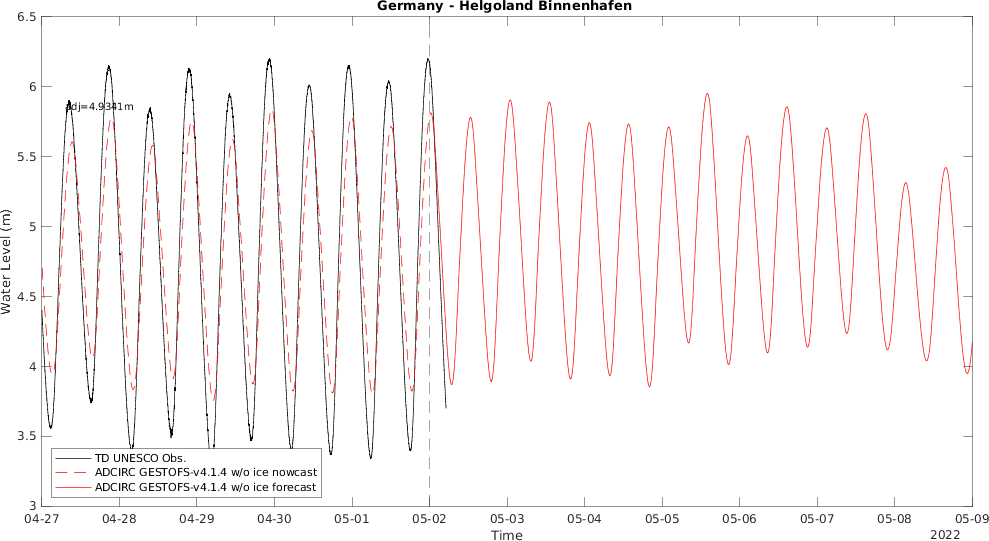 Germany - Helgoland Binnenhafen
6.5
6
5.5
5
4.5
4
3.5
3
Water Level (m)
adj=4.9341m
TD UNESCO Obs.
ADCIRC GESTOFS-v4.1.4 w/o ice nowcast
ADCIRC GESTOFS-v4.1.4 w/o ice forecast
04-27 04-28 04-29 04-30 05-01 05-02 05-03 05-04 05-05 05-06 05-07 05-08 05-09
Time
2022